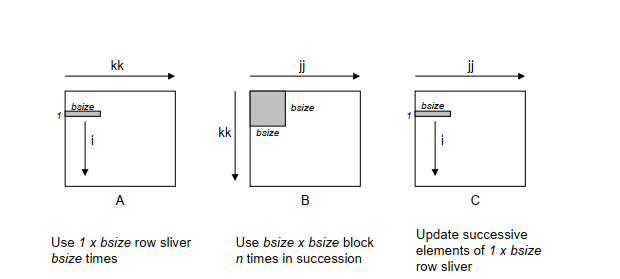 kk
jj
jj
bsize
1
i
kk
bsize
bsize
bsize
1
i
A
B
C
Use 1 x bsize row sliver
bsize times
Use bsize x bsize block
n times in succession
Update successive
elements of 1 x bsize
row sliver